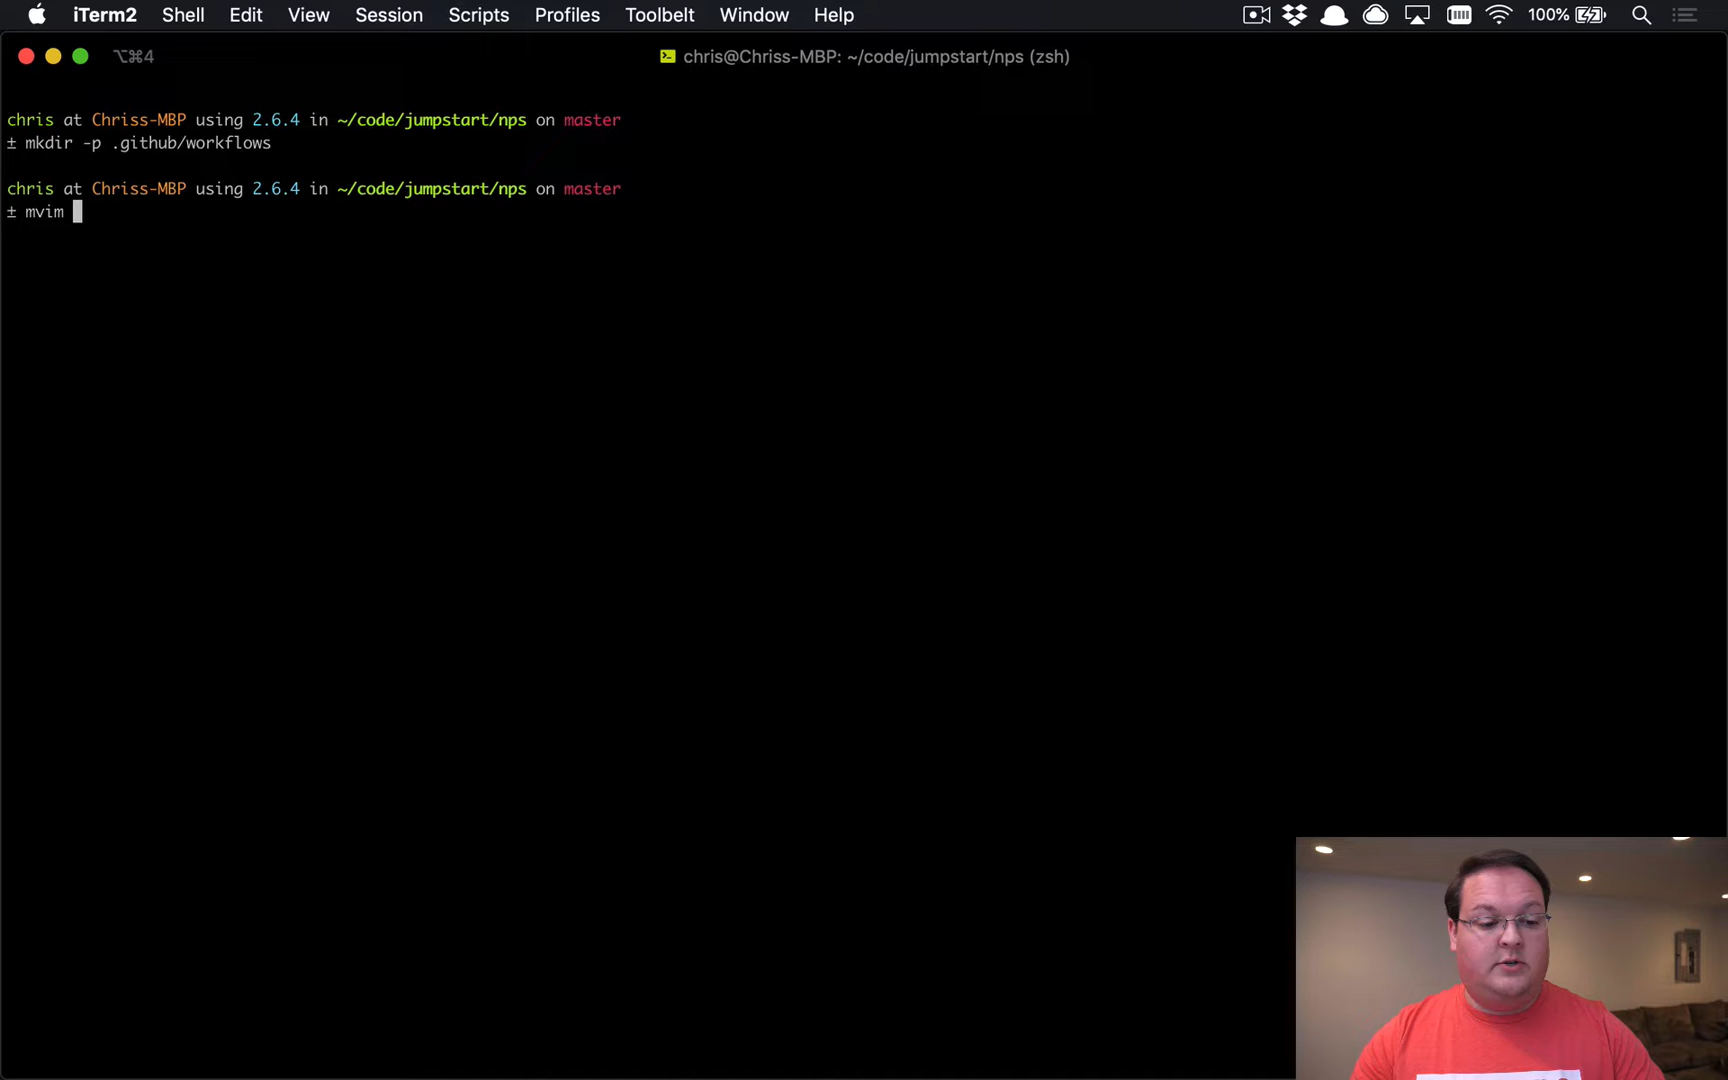 iTerm2 Shell Edit View Session Scripts Profiles Toolbelt Window Help 100%
⌥⌘4 chris@Chriss-MBP: ~/code/jumpstart/nps (zsh)
chris at Chriss-MBP using 2.6.4 in ~/code/jumpstart/nps on master
± mkdir -p .github/workflows
chris at Chriss-MBP using 2.6.4 in ~/code/jumpstart/nps on master
± mvim